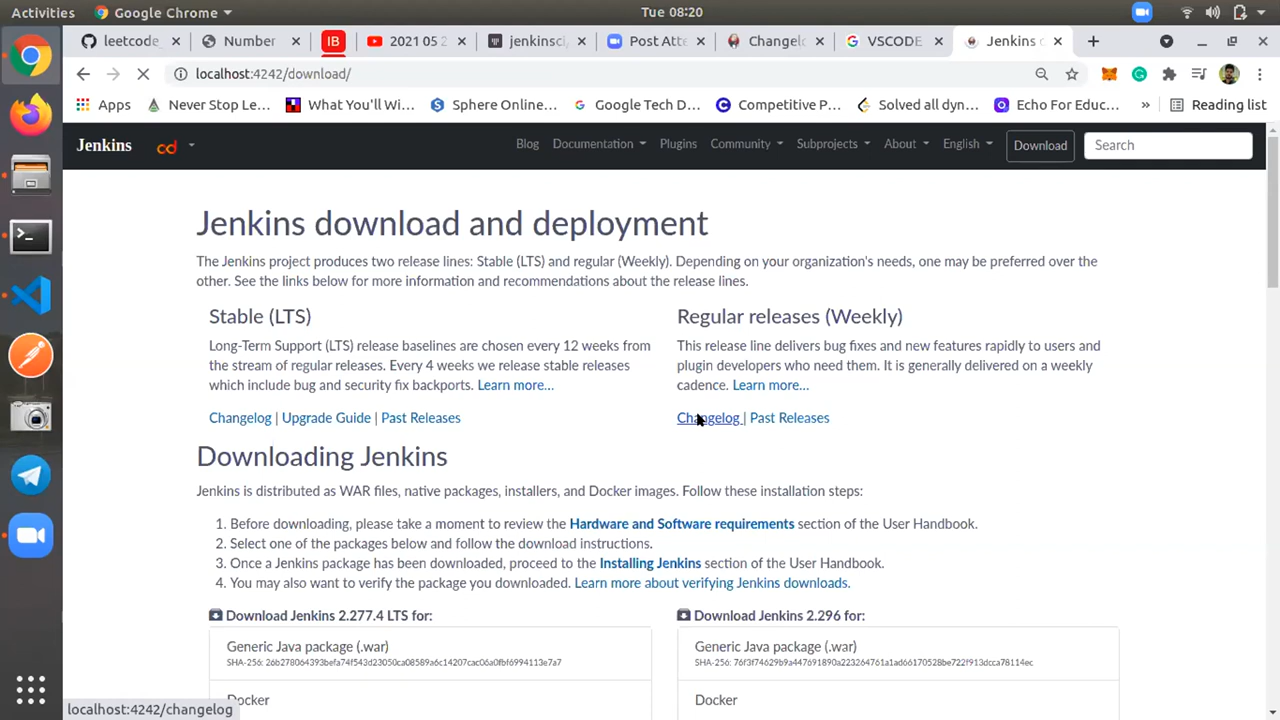 Activities
Google Chrome
Tue 08:20
leetcode_
Number
IB
2021 05 2
jenkinsci,
Post Atte
Changelo
VSCODE
Jenkins d
localhost:4242/download/
Apps
Never Stop Le...
What You'll Wi...
Sphere Online...
Google Tech D...
Competitive P...
Solved all dyn...
Echo For Educ...
»
Reading list
Jenkins
cd
Blog
Documentation
Plugins
Community
Subprojects
About
English
Download
Search
Jenkins download and deployment
The Jenkins project produces two release lines: Stable (LTS) and regular (Weekly). Depending on your organization's needs, one may be preferred over the
other. See the links below for more information and recommendations about the release lines.
Stable (LTS)
Long-Term Support (LTS) release baselines are chosen every 12 weeks from
the stream of regular releases. Every 4 weeks we release stable releases
which include bug and security fix backports. Learn more...
Changelog | Upgrade Guide | Past Releases
Regular releases (Weekly)
This release line delivers bug fixes and new features rapidly to users and
plugin developers who need them. It is generally delivered on a weekly
cadence. Learn more...
Changelog | Past Releases
Downloading Jenkins
Jenkins is distributed as WAR files, native packages, installers, and Docker images. Follow these installation steps:
1. Before downloading, please take a moment to review the Hardware and Software requirements section of the User Handbook.
2. Select one of the packages below and follow the download instructions.
3. Once a Jenkins package has been downloaded, proceed to the Installing Jenkins section of the User Handbook.
4. You may also want to verify the package you downloaded. Learn more about verifying Jenkins downloads.
Download Jenkins 2.277.4 LTS for:
Generic Java package (.war)
Docker
Download Jenkins 2.296 for:
Generic Java package (.war)
Docker
localhost:4242/changelog